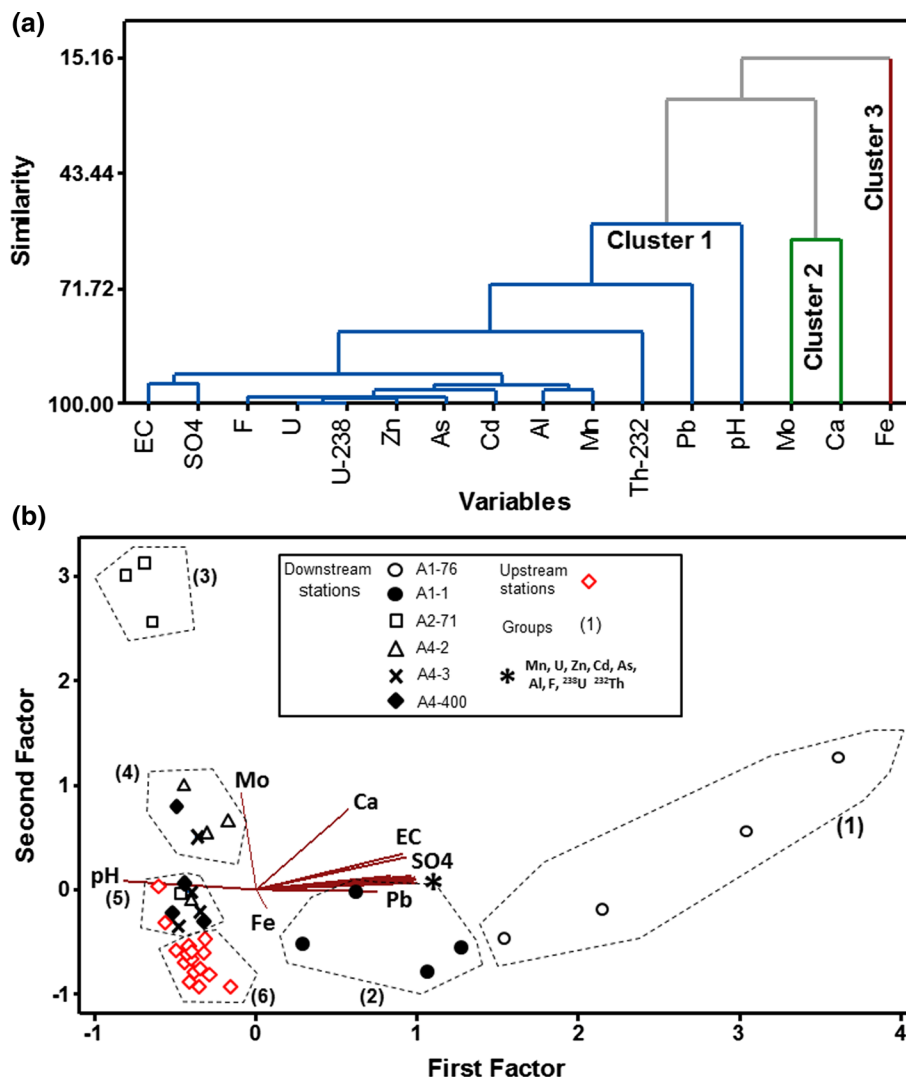 (a)
15.16
43.44
71.72
100.00
Similarity
Cluster 1
Cluster 2
Cluster 3
EC
SO4
F
U
U-238
Zn
As
Cd
Al
Mn
Th-232
Pb
pH
Mo
Ca
Fe
Variables
(b)
3
2
1
0
-1
Second Factor
Downstream stations
A1-76
A1-1
A2-71
A4-2
A4-3
A4-400
Upstream stations
Groups (1)
Mn, U, Zn, Cd, As,
Al, F, ²³⁸U ²³²Th
(3)
(4)
Mo
Ca
EC
SO4
(1)
pH
(5)
Pb
Fe
(2)
(6)
-1
0
1
2
3
4
First Factor